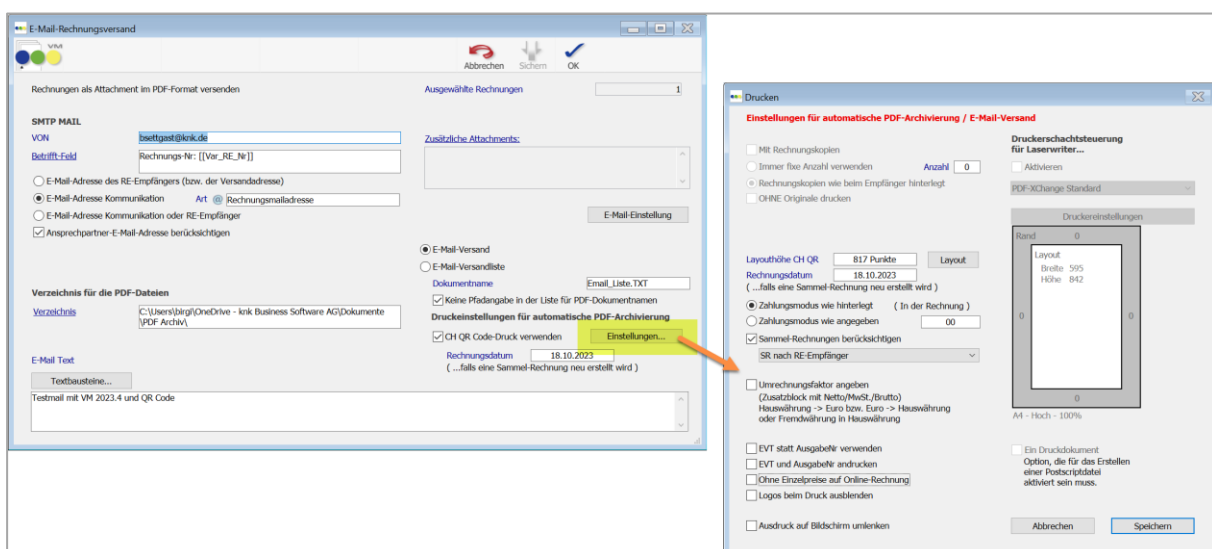 E-Mail-Rechnungsversand
VM
Abbrechen
Sichern
OK
Rechnungen als Attachment im PDF-Format versenden
Ausgewählte Rechnungen
1
SMTP MAIL
VON
bsettgast@knk.de
Zusätzliche Attachments:
Betrifft-Feld
Rechnungs-Nr: [[Var_RE_Nr]]
E-Mail-Adresse des RE-Empfängers (bzw. der Versandadresse)
E-Mail-Adresse Kommunikation Art @ Rechnungsmailadresse
E-Mail-Adresse Kommunikation oder RE-Empfänger
E-Mail-Einstellung
Ansprechpartner-E-Mail-Adresse berücksichtigen
E-Mail-Versand
E-Mail-Versandliste
Dokumentname
Email_Liste.TXT
Verzeichnis für die PDF-Dateien
Keine Pfadangabe in der Liste für PDF-Dokumentnamen
Verzeichnis
C:\Users\birgi\OneDrive - knk Business Software AG\Dokumente
\PDF Archiv\
Druckeinstellungen für automatische PDF-Archivierung
CH QR Code-Druck verwenden
Einstellungen...
Rechnungsdatum
18.10.2023
( ...falls eine Sammel-Rechnung neu erstellt wird )
E-Mail Text
Textbausteine...
Testmail mit VM 2023.4 und QR Code
Drucken
Einstellungen für automatische PDF-Archivierung / E-Mail-Versand
Mit Rechnungskopien
Immer fixe Anzahl verwenden
Anzahl
0
Rechnungskopien wie beim Empfänger hinterlegt
OHNE Originale drucken
Druckerschachtsteuerung
für Laserwriter...
Aktivieren
PDF-XChange Standard
Druckereinstellungen
Rand
0
Layout
Breite 595
Höhe 842
0
0
0
A4 - Hoch - 100%
Layouthöhe CH QR
817 Punkte
Layout
Rechnungsdatum
18.10.2023
( ...falls eine Sammel-Rechnung neu erstellt wird )
Zahlungsmodus wie hinterlegt ( In der Rechnung )
Zahlungsmodus wie angegeben
00
Sammel-Rechnungen berücksichtigen
SR nach RE-Empfänger
Umrechnungsfaktor angeben
(Zusatzblock mit Netto/MwSt./Brutto)
Hauswährung -> Euro bzw. Euro -> Hauswährung
oder Fremdwährung in Hauswährung
EVT statt AusgabeNr verwenden
EVT und AusgabeNr andrucken
Ohne Einzelpreise auf Online-Rechnung
Logos beim Druck ausblenden
Ein Druckdokument
Option, die für das Erstellen
einer Postscriptdatei
aktiviert sein muss.
Ausdruck auf Bildschirm umlenken
Abbrechen
Speichern